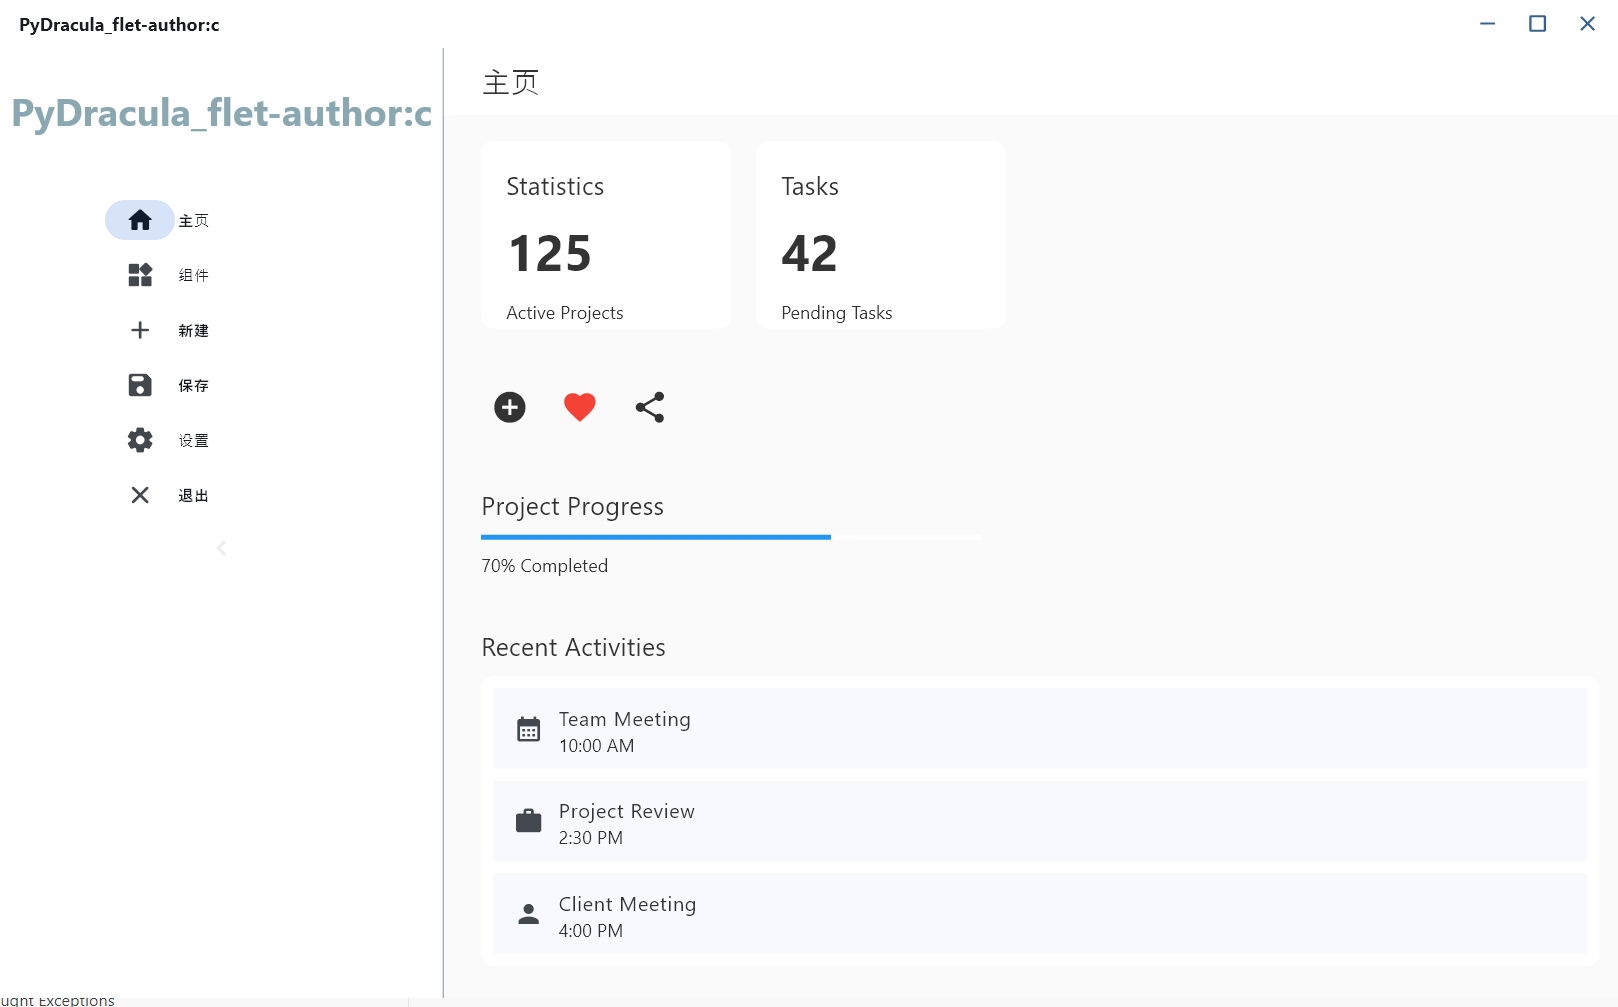 PyDracula_flet-author:c
PyDracula_flet-author:c
主页
组件
新建
保存
设置
退出
主页
Statistics
125
Active Projects
Tasks
42
Pending Tasks
Project Progress
70% Completed
Recent Activities
Team Meeting
10:00 AM
Project Review
2:30 PM
Client Meeting
4:00 PM
ught Exceptions